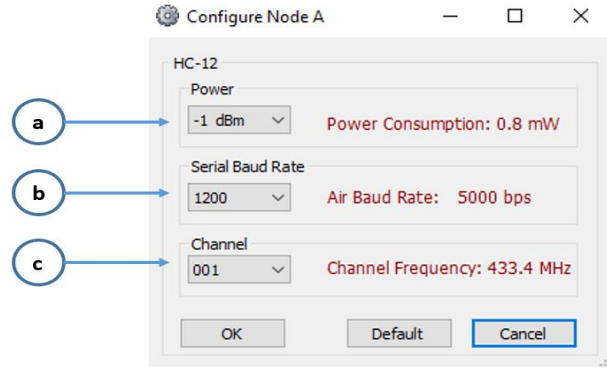 Configure Node A
HC-12
Power
a
-1 dBm
Power Consumption: 0.8 mW
Serial Baud Rate
b
1200
Air Baud Rate: 5000 bps
Channel
c
001
Channel Frequency: 433.4 MHz
OK Default Cancel